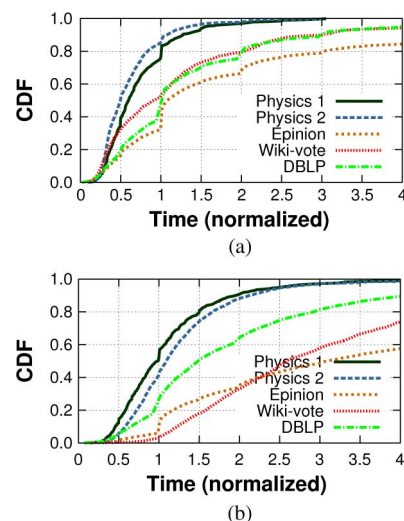 1.0
0.8
0.6
0.4
0.2
0.0
CDF
Physics 1
Physics 2
Epinion
Wiki-vote
DBLP
0 0.5 1 1.5 2 2.5 3 3.5 4
Time (normalized)
(a)
1.0
0.8
0.6
0.4
0.2
0.0
CDF
Physics 1
Physics 2
Epinion
Wiki-vote
DBLP
0 0.5 1 1.5 2 2.5 3 3.5 4
Time (normalized)
(b)